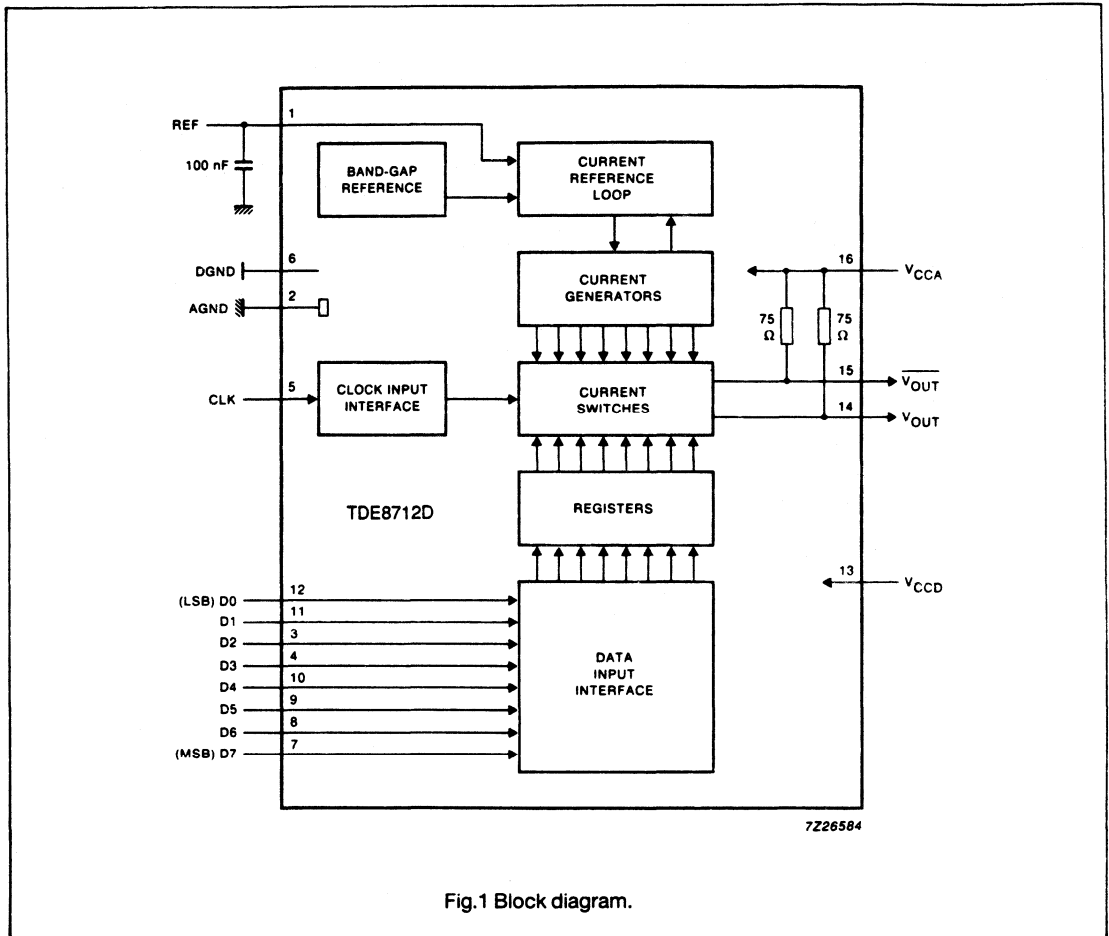 1
REF
100 nF
BAND-GAP
REFERENCE
CURRENT
REFERENCE
LOOP
6
DGND
2
AGND
CURRENT
GENERATORS
16
VCCA
75
Ω
75
Ω
5
CLK
CLOCK INPUT
INTERFACE
CURRENT
SWITCHES
15
VOUT
14
VOUT
TDE8712D
REGISTERS
13
VCCD
12
(LSB) D0
11
D1
3
D2
4
D3
10
D4
9
D5
8
D6
7
(MSB) D7
DATA
INPUT
INTERFACE
7Z26584
Fig.1 Block diagram.